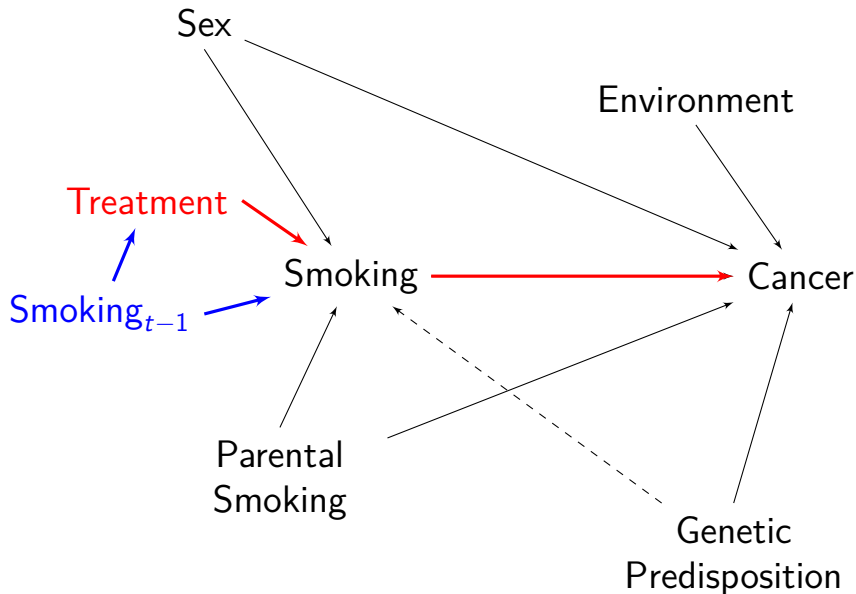 Sex
Environment
Treatment
Smoking
Cancer
Smoking_{t−1}
Parental
Smoking
Genetic
Predisposition